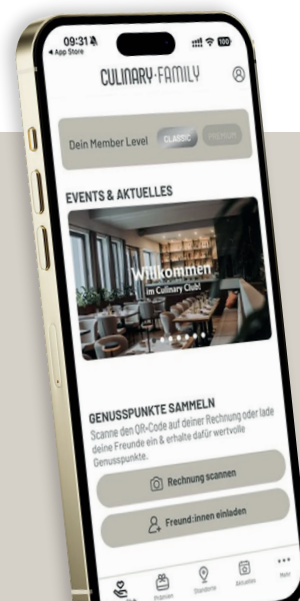 09:31
100
App Store
CULINARY·FAMILY
Dein Member Level CLASSIC PREMIUM
EVENTS & AKTUELLES
Willkommen
im Culinary Club!
GENUSSPUNKTE SAMMELN
Scanne den QR-Code auf deiner Rechnung oder lade
deine Freunde ein & erhalte dafür wertvolle
Genusspunkte.
Rechnung scannen
Freund:innen einladen
Prämien
Standorte
Aktuelles
Mehr